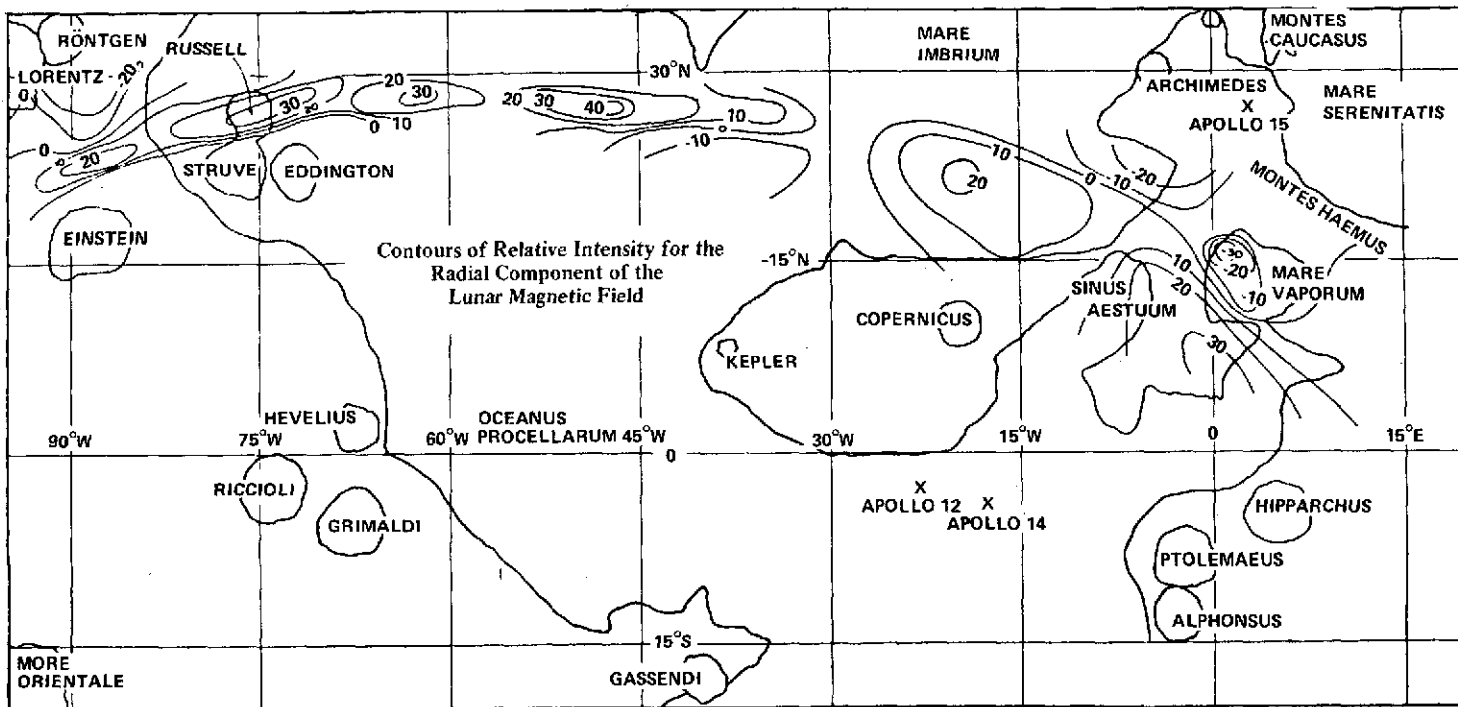 RÖNTGEN
RUSSELL
LORENTZ
-20
0
20
30
20
30
20
0
10
20
30
40
10
0
-10
30°N
MARE
IMBRIUM
MONTES
CAUCASUS
ARCHIMEDES
MARE
SERENITATIS
X
APOLLO 15
0
20
STRUVE
EDDINGTON
EINSTEIN
10
20
0
-10
-20
MONTES HAEMUS
Contours of Relative Intensity for the
Radial Component of the
Lunar Magnetic Field
-15°N
SINUS
AESTUUM
10
20
30
-30
-20
-10
MARE
VAPORUM
COPERNICUS
KEPLER
HEVELIUS
OCEANUS
PROCELLARUM
90°W
75°W
60°W
45°W
30°W
15°W
0
15°E
0
RICCIOLI
GRIMALDI
X
APOLLO 12
X
APOLLO 14
HIPPARCHUS
PTOLEMAEUS
ALPHONSUS
15°S
GASSENDI
MORE
ORIENTALE